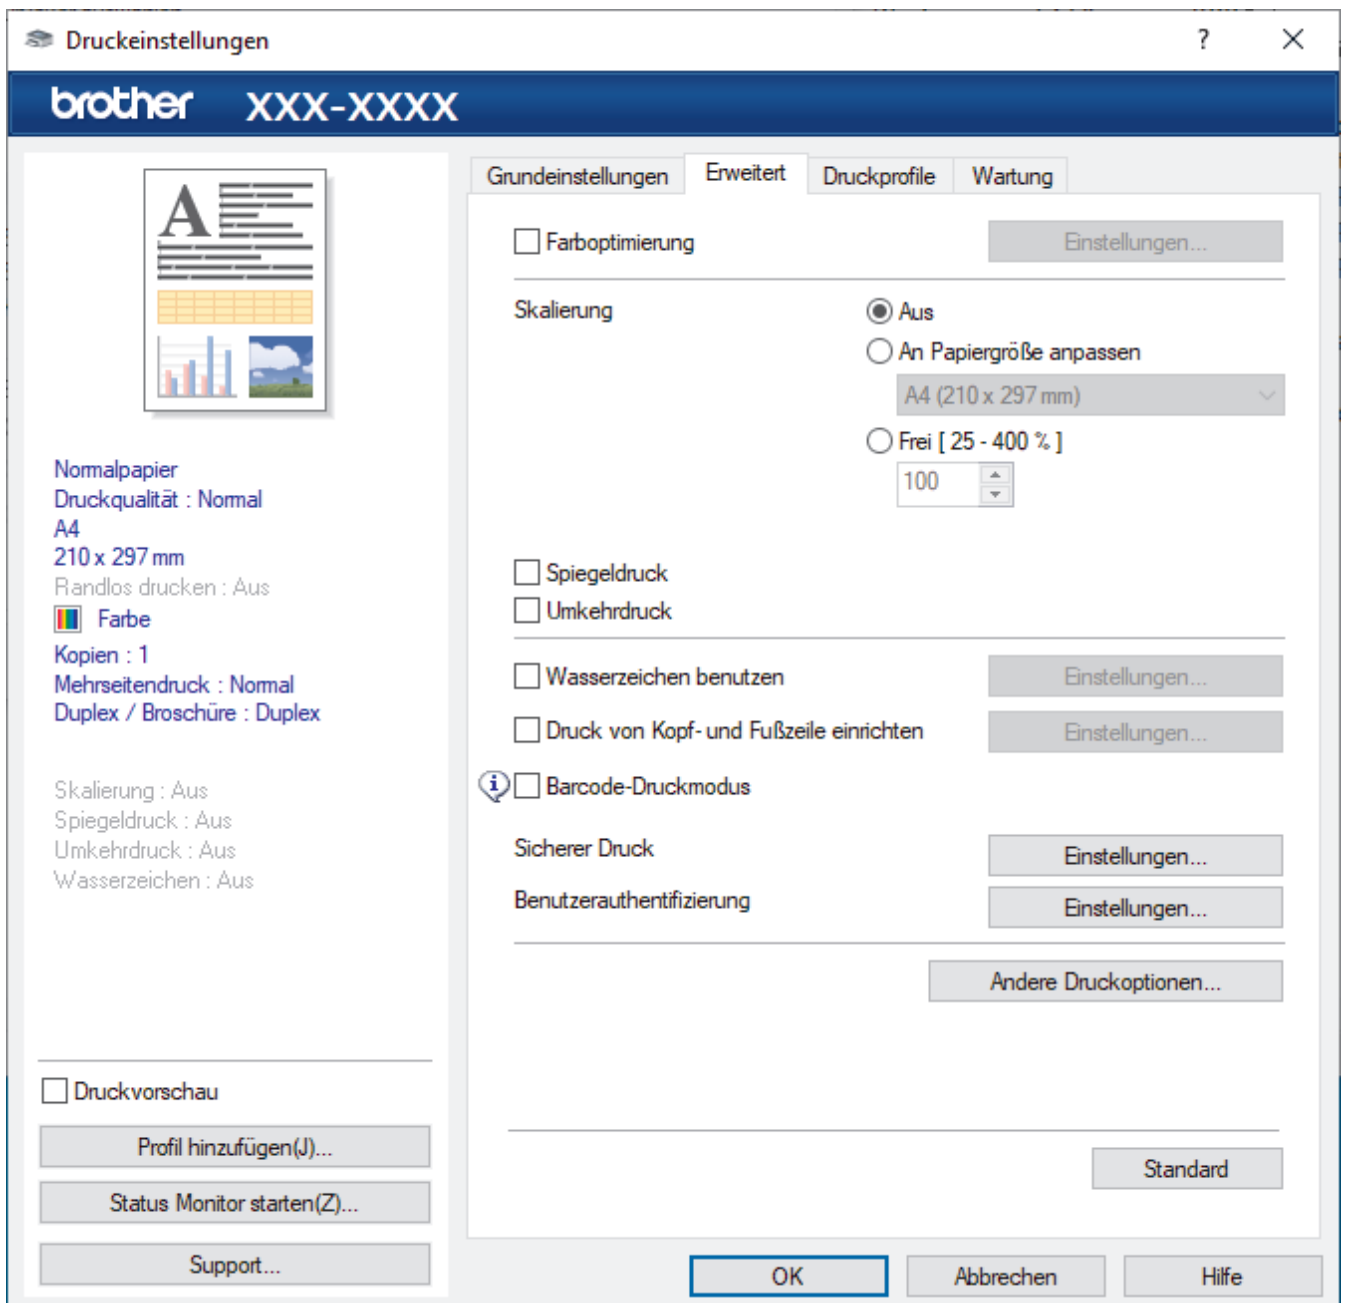 Druckeinstellungen
?
brother XXX-XXXX
A
Normalpapier
Druckqualität : Normal
A4
210 x 297 mm
Randlos drucken : Aus
Farbe
Kopien : 1
Mehrseitendruck : Normal
Duplex / Broschüre : Duplex
Skalierung : Aus
Spiegeldruck : Aus
Umkehrdruck : Aus
Wasserzeichen : Aus
Druckvorschau
Profil hinzufügen(J)...
Status Monitor starten(Z)...
Support...
Grundeinstellungen Erweitert Druckprofile Wartung
Farboptimierung Einstellungen...
Skalierung Aus
An Papiergröße anpassen
A4 (210 x 297 mm)
Frei [ 25 - 400 % ]
100
Spiegeldruck
Umkehrdruck
Wasserzeichen benutzen Einstellungen...
Druck von Kopf- und Fußzeile einrichten Einstellungen...
Barcode-Druckmodus
Sicherer Druck Einstellungen...
Benutzerauthentifizierung Einstellungen...
Andere Druckoptionen...
Standard
OK Abbrechen Hilfe